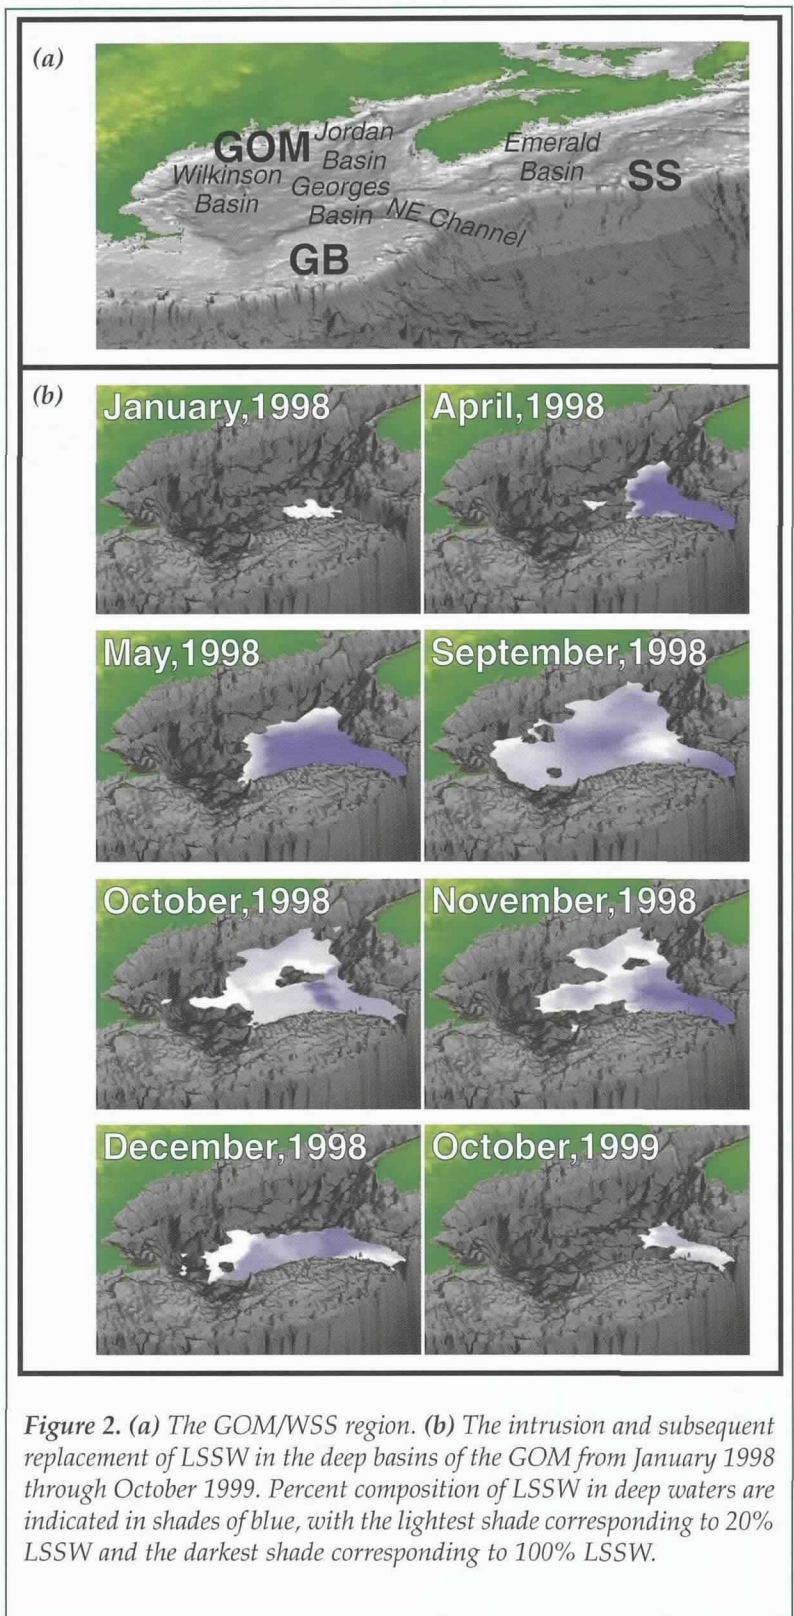 (a)
GOM
Jordan
Basin
Wilkinson
Basin
Georges
Basin
NE Channel
Emerald
Basin
SS
GB
(b)
January,1998
April,1998
May,1998
September,1998
October,1998
November,1998
December,1998
October,1999
Figure 2. (a) The GOM/WSS region. (b) The intrusion and subsequent
replacement of LSSW in the deep basins of the GOM from January 1998
through October 1999. Percent composition of LSSW in deep waters are
indicated in shades of blue, with the lightest shade corresponding to 20%
LSSW and the darkest shade corresponding to 100% LSSW.